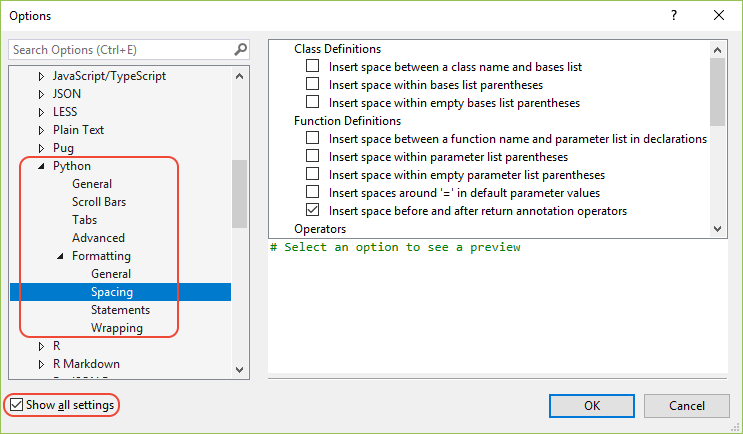 Options
Search Options (Ctrl+E)
JavaScript/TypeScript
JSON
LESS
Plain Text
Pug
Python
General
Scroll Bars
Tabs
Advanced
Formatting
General
Spacing
Statements
Wrapping
R
R Markdown
Show all settings
Class Definitions
Insert space between a class name and bases list
Insert space within bases list parentheses
Insert space within empty bases list parentheses
Function Definitions
Insert space between a function name and parameter list in declarations
Insert space within parameter list parentheses
Insert space within empty parameter list parentheses
Insert spaces around '=' in default parameter values
Insert space before and after return annotation operators
Operators
# Select an option to see a preview
OK
Cancel